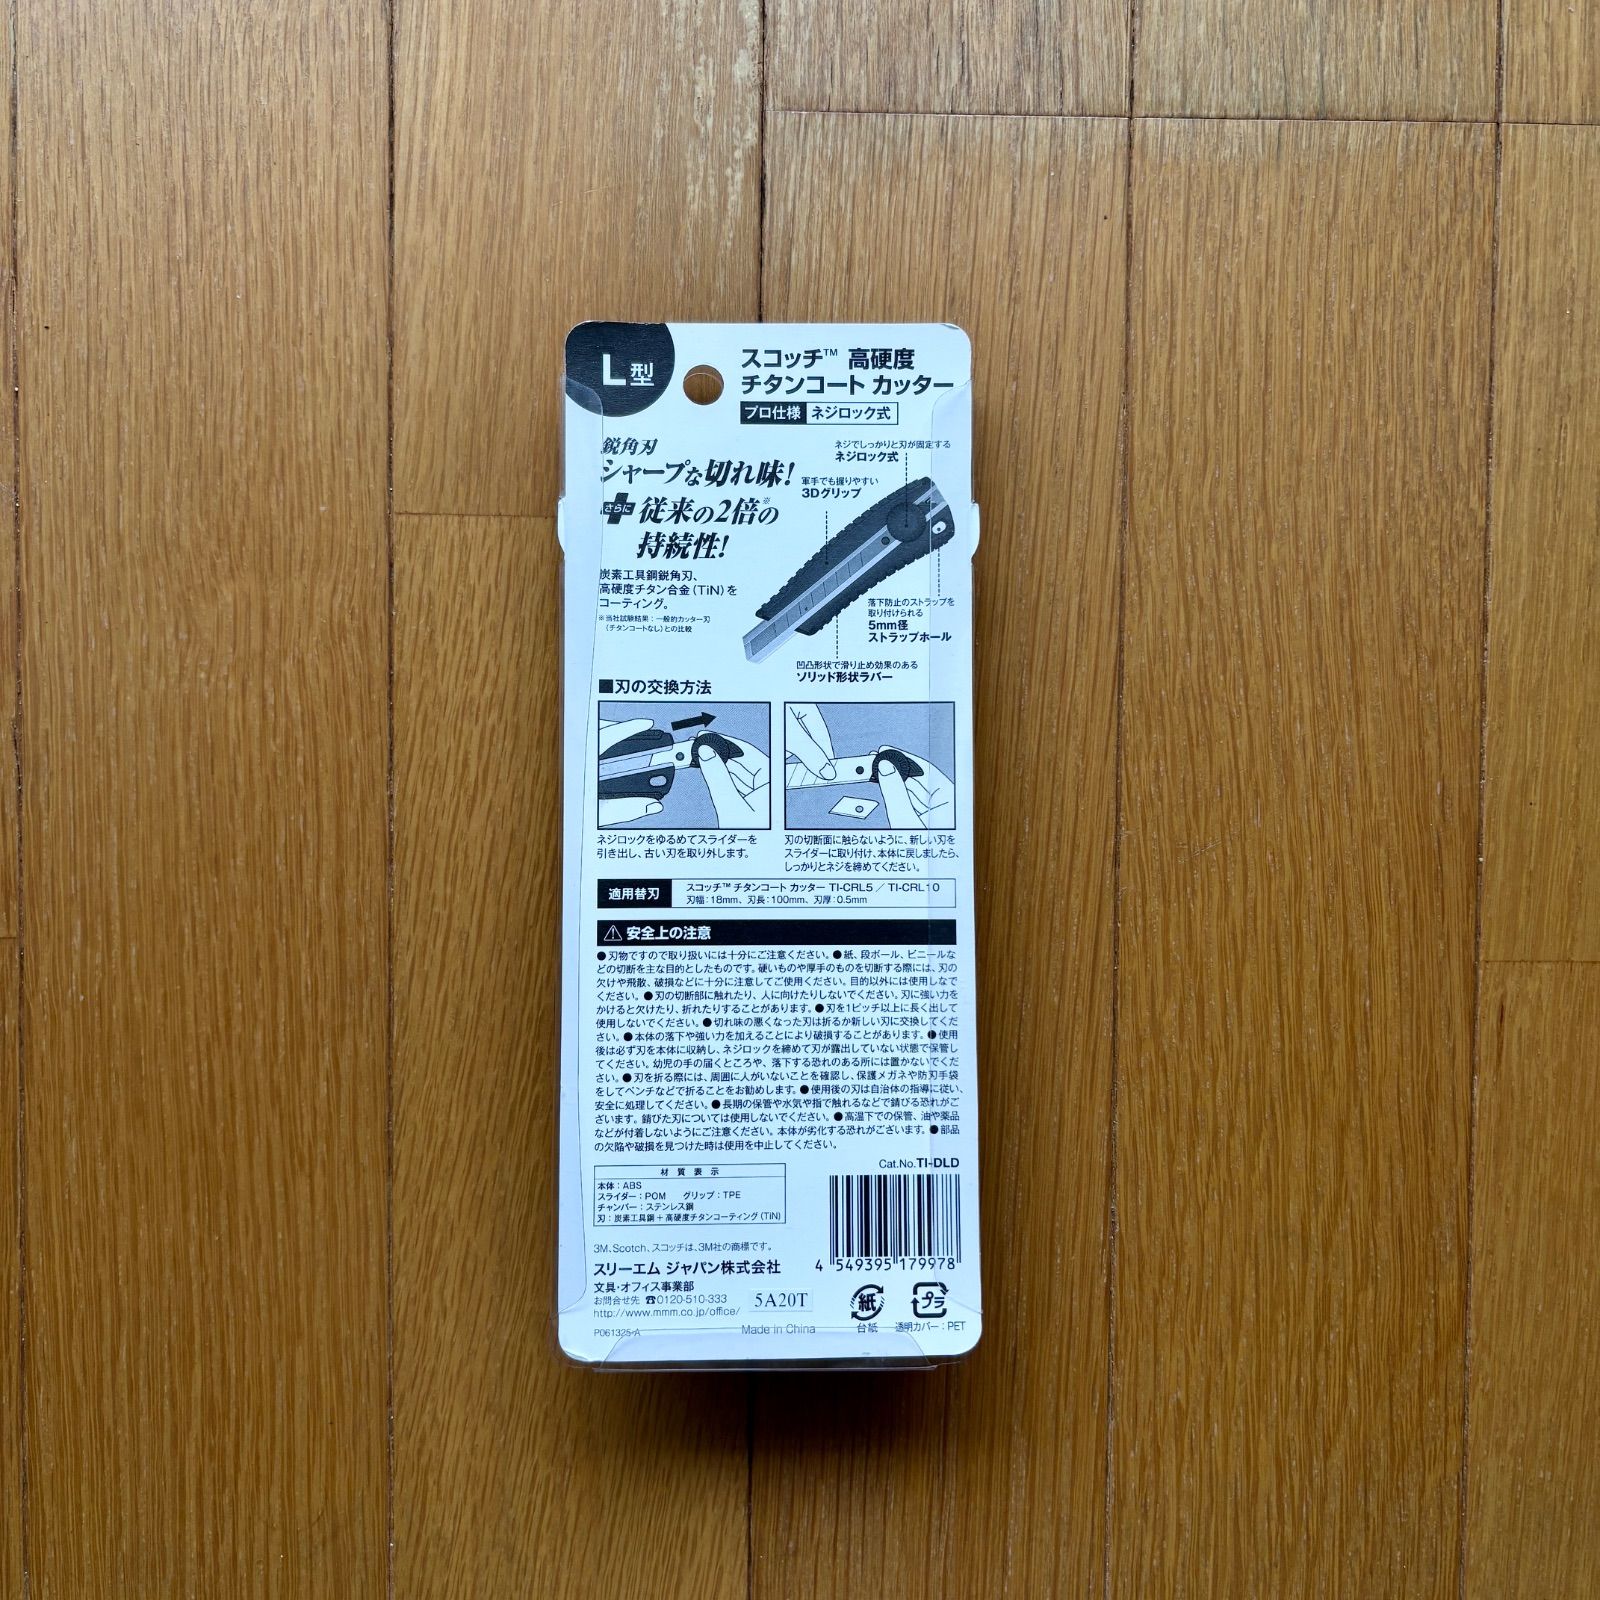 L型
スコッチ™ 高硬度
チタンコート カッター
プロ仕様 ネジロック式
鋭角刃
シャープな切れ味!
さらに 従来の2倍の※
持続性!
炭素工具鋼鋭角刃、
高硬度チタン合金(TiN)を
コーティング。
※当社試験結果:一般的カッター刃
(チタンコートなし)との比較
ネジでしっかりと刃が固定する
ネジロック式
軍手でも握りやすい
3Dグリップ
落下防止のストラップを
取り付けられる
5mm径
ストラップホール
凹凸形状で滑り止め効果のある
ソリッド形状ラバー
■刃の交換方法
ネジロックをゆるめてスライダーを
引き出し、古い刃を取り外します。
刃の切断面に触らないように、新しい刃を
スライダーに取り付け、本体に戻しましたら、
しっかりとネジを締めてください。
適用替刃
スコッチ™ チタンコート カッター TI-CRL5 / TI-CRL10
刃幅:18mm、刃長:100mm、刃厚:0.5mm
⚠ 安全上の注意
●刃物ですので取り扱いには十分にご注意ください。●紙、段ボール、ビニールな
どの切断を主な目的としたものです。硬いものや厚手のものを切断する際には、刃の
欠けや飛散、破損などに十分に注意してご使用ください。目的以外には使用しなで
ください。●刃の切断部に触れたり、人に向けたりしないでください。刃に強い力を
かけると欠けたり、折れたりすることがあります。●刃を1ピッチ以上に長く出して
使用しないでください。●切れ味の悪くなった刃は折るか新しい刃に交換してくだ
さい。●本体の落下や強い力を加えることにより破損することがあります。●使用
後は必ず刃を本体に収納し、ネジロックを締めて刃が露出していない状態で保管し
てください。幼児の手の届くところや、落下する恐れのある所には置かないでくだ
さい。●刃を折る際には、周囲に人がいないことを確認し、保護メガネや防刃手袋
をしてペンチなどで折ることをお勧めします。●使用後の刃は自治体の指導に従い、
安全に処理してください。●長期の保管や水気や指で触れるなどで錆びる恐れがご
ざいます。錆びた刃については使用しないでください。●高温下での保管、油や薬品
などが付着しないようにご注意ください。本体が劣化する恐れがございます。●部品
の欠陥や破損を見つけた時は使用を中止してください。
Cat.No.TI-DLD
材質表示
本体:ABS
スライダー:POM グリップ:TPE
チャンバー:ステンレス鋼
刃:炭素工具鋼+高硬度チタンコーティング(TiN)
4 549395 179978
3M、Scotch、スコッチは、3M社の商標です。
スリーエム ジャパン株式会社
文具・オフィス事業部
お問合せ先 ☎0120-510-333
http://www.mmm.co.jp/office/
5A20T
紙
台紙
プラ
透明カバー:PET
P061325-A
Made in China